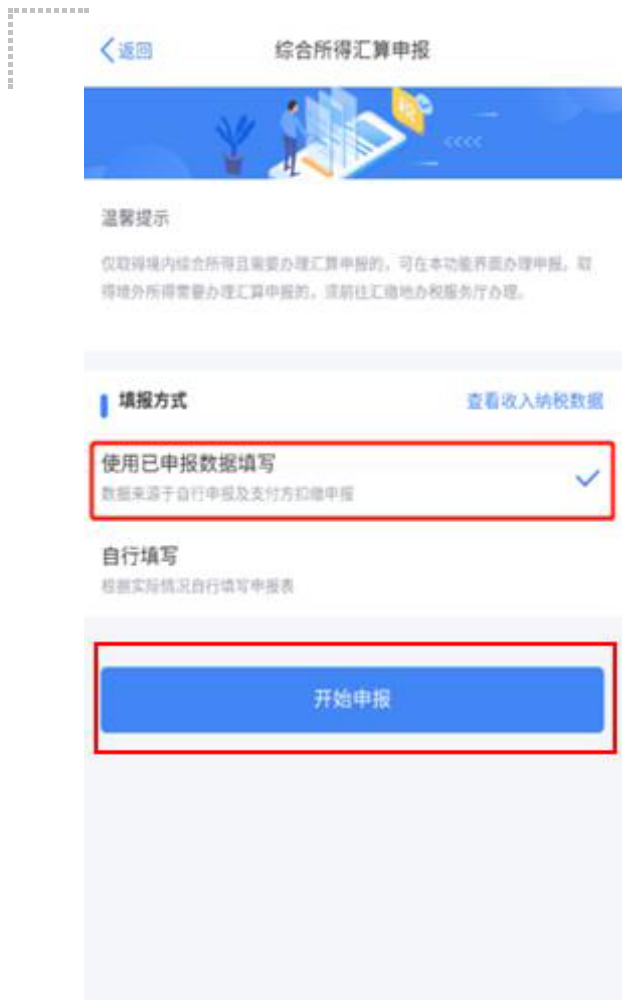 返回
综合所得汇算申报
温馨提示
仅取得境内综合所得且需要办理汇算申报的，可在本功能界面办理申报。取
得境外所得需要办理汇算申报的，须前往汇缴地办税服务厅办理。
填报方式
查看收入纳税数据
使用已申报数据填写
数据来源于自行申报及支付方扣缴申报
自行填写
根据实际情况自行填写申报表
开始申报